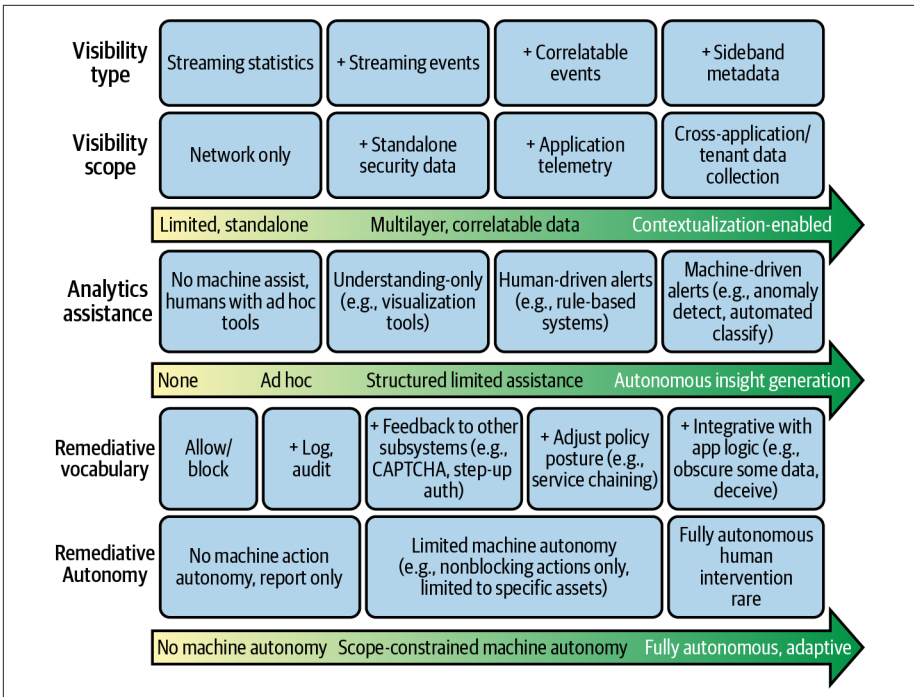 Visibility
type
Streaming statistics
+ Streaming events
+ Correlatable
events
+ Sideband
metadata
Visibility
scope
Network only
+ Standalone
security data
+ Application
telemetry
Cross-application/
tenant data
collection
Limited, standalone
Multilayer, correlatable data
Contextualization-enabled
Analytics
assistance
No machine assist,
humans with ad hoc
tools
Understanding-only
(e.g., visualization
tools)
Human-driven alerts
(e.g., rule-based
systems)
Machine-driven
alerts (e.g., anomaly
detect, automated
classify)
None
Ad hoc
Structured limited assistance
Autonomous insight generation
Remediative
vocabulary
Allow/
block
+ Log,
audit
+ Feedback to other
subsystems (e.g.,
CAPTCHA, step-up
auth)
+ Adjust policy
posture (e.g.,
service chaining)
+ Integrative with
app logic (e.g.,
obscure some data,
deceive)
Remediative
Autonomy
No machine action
autonomy, report only
Limited machine autonomy
(e.g., nonblocking actions only,
limited to specific assets)
Fully autonomous
human
intervention
rare
No machine autonomy
Scope-constrained machine autonomy
Fully autonomous, adaptive